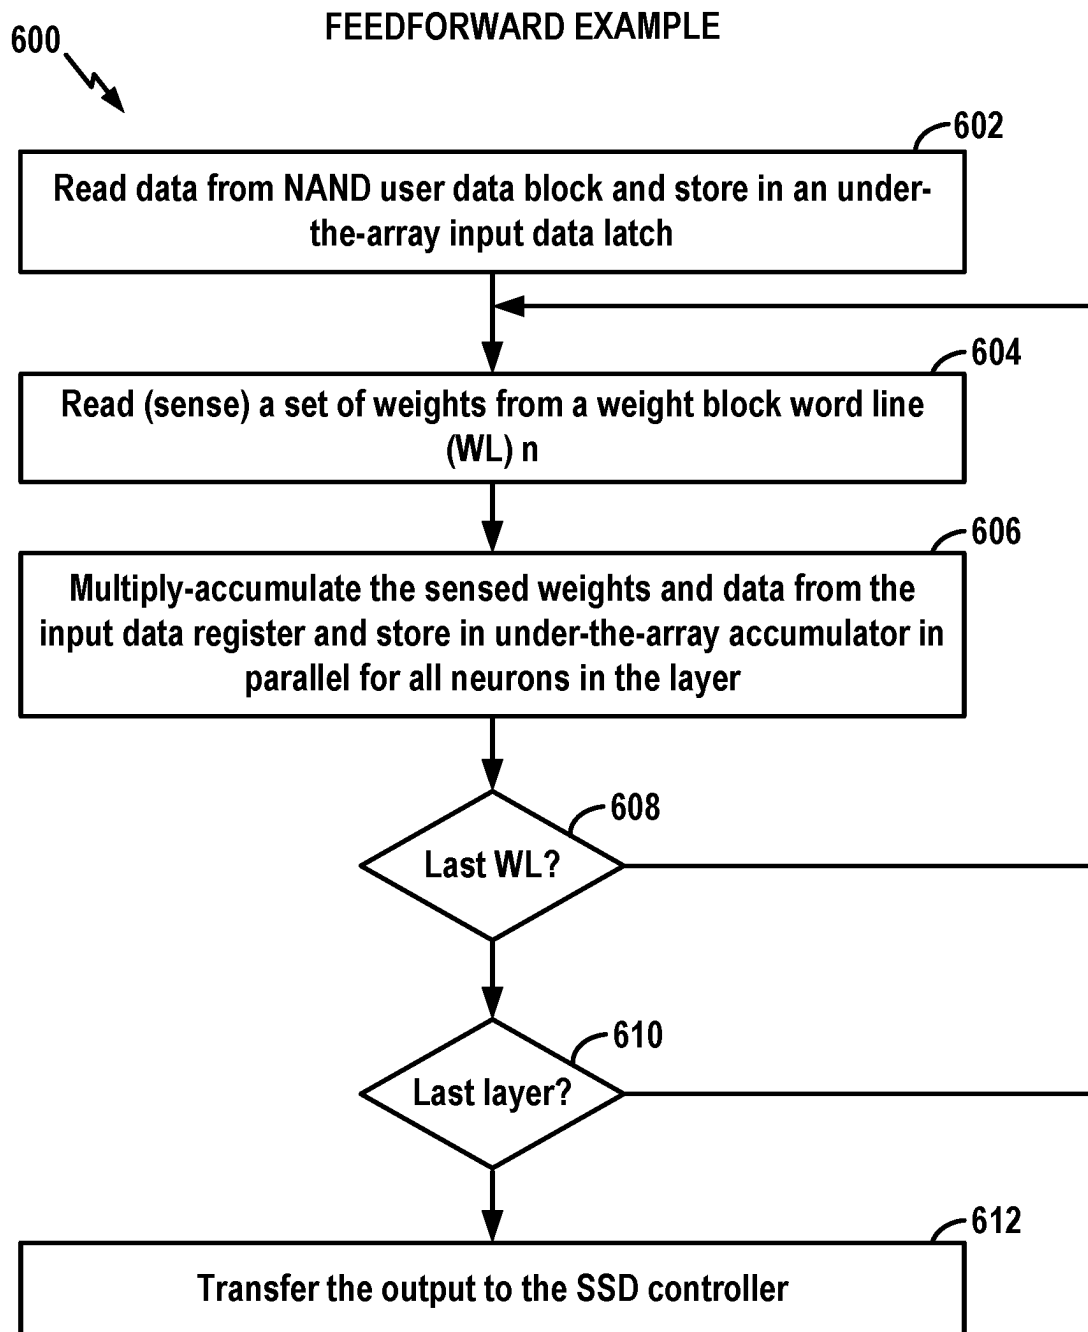 FEEDFORWARD EXAMPLE
600
602
Read data from NAND user data block and store in an under-
the-array input data latch
604
Read (sense) a set of weights from a weight block word line
(WL) n
606
Multiply-accumulate the sensed weights and data from the
input data register and store in under-the-array accumulator in
parallel for all neurons in the layer
608
Last WL?
610
Last layer?
612
Transfer the output to the SSD controller